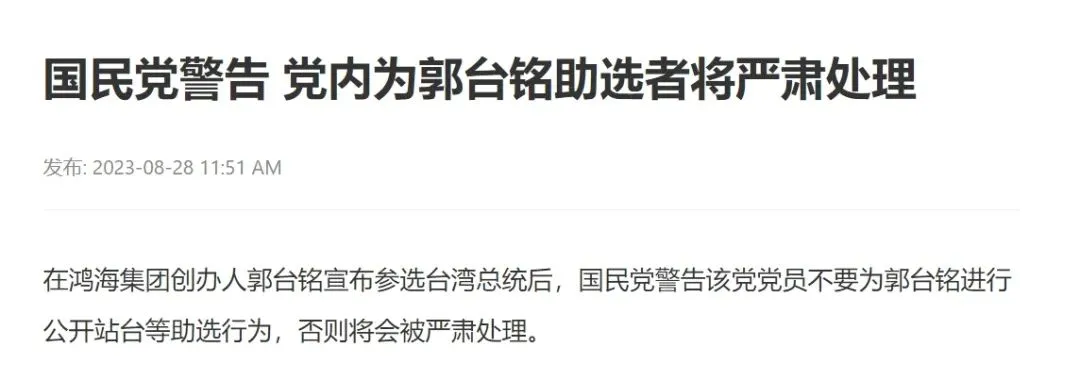 国民党警告 党内为郭台铭助选者将严肃处理
发布: 2023-08-28 11:51 AM
在鸿海集团创办人郭台铭宣布参选台湾总统后，国民党警告该党党员不要为郭台铭进行
公开站台等助选行为，否则将会被严肃处理。